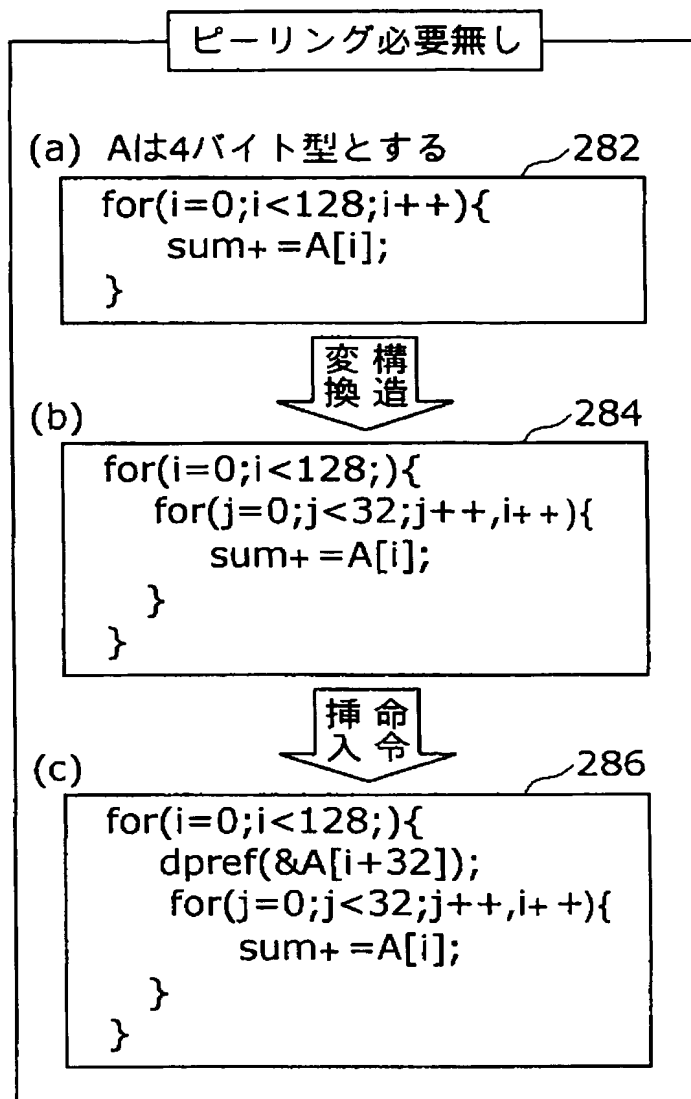 ピーリング必要無し
(a) Aは4バイト型とする 282
for(i=0;i<128;i++){
sum+=A[i];
}
構造変換
(b) 284
for(i=0;i<128;){
for(j=0;j<32;j++,i++){
sum+=A[i];
}
}
命令挿入
(c) 286
for(i=0;i<128;){
dpref(&A[i+32]);
for(j=0;j<32;j++,i++){
sum+=A[i];
}
}